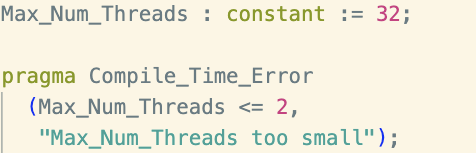 Max_Num_Threads : constant := 32;
pragma Compile_Time_Error
(Max_Num_Threads <= 2,
"Max_Num_Threads too small");